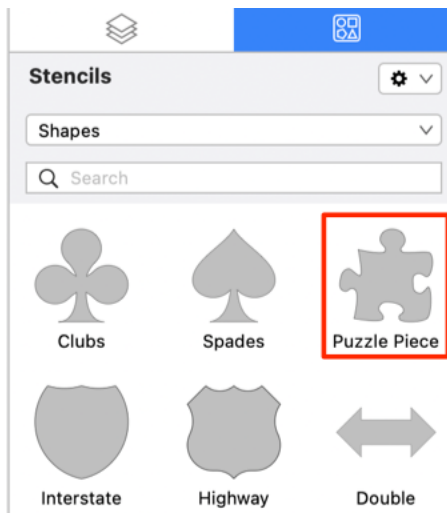 Stencils
Shapes
Search
Clubs
Spades
Puzzle Piece
Interstate
Highway
Double